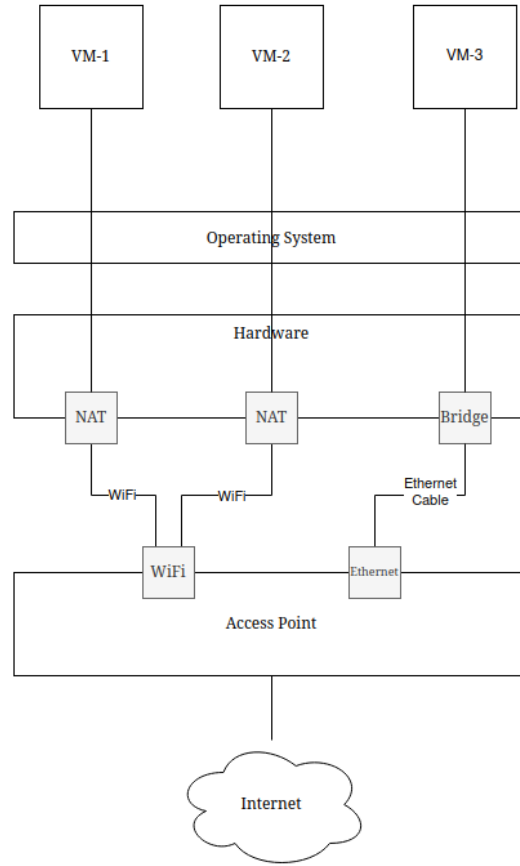 VM-1
VM-2
VM-3
Operating System
Hardware
NAT
NAT
Bridge
WiFi
WiFi
Ethernet
Cable
WiFi
Ethernet
Access Point
Internet